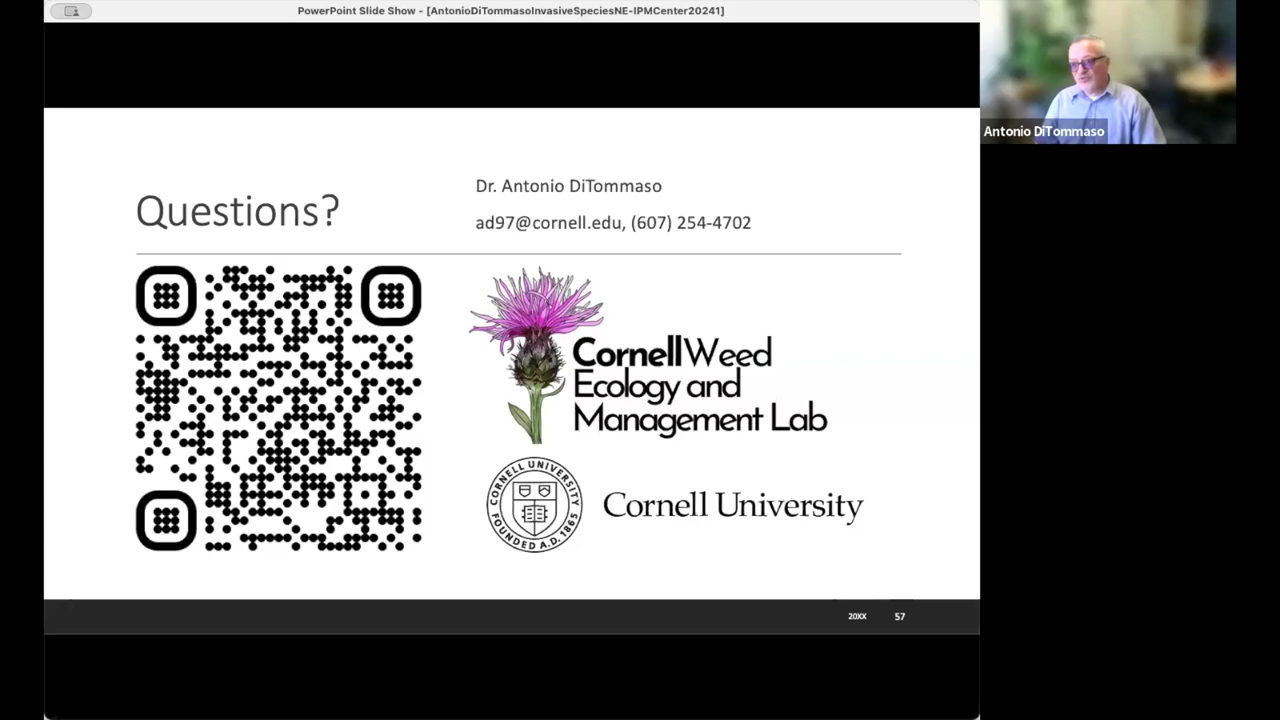 PowerPoint Slide Show - [AntonioDiTommasoInvasiveSpeciesNE-IPMCenter20241]
Antonio DiTommaso
Questions?
Dr. Antonio DiTommaso
ad97@cornell.edu, (607) 254-4702
CornellWeed
Ecology and
Management Lab
CORNELL UNIVERSITY
FOUNDED A.D. 1865
Cornell University
20XX 57